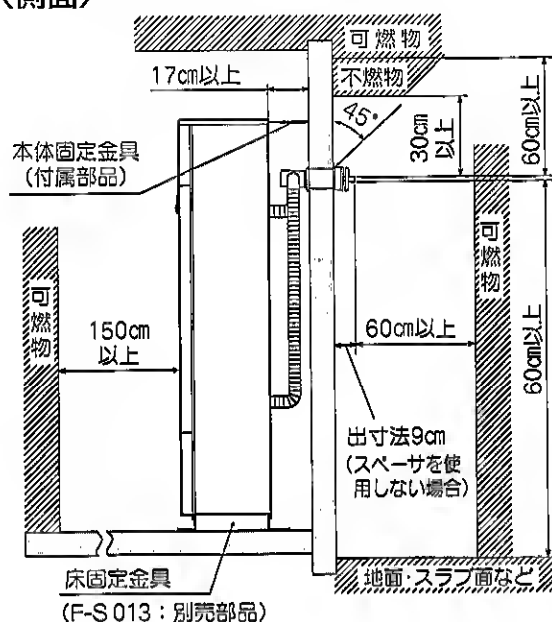 (側面)
可燃物
17cm以上
不燃物
45°
30cm
以上
60cm以上
本体固定金具
(付属部品)
可燃物
可燃物
150cm
以上
60cm以上
60cm以上
出寸法9cm
(スペーサを使
用しない場合)
床固定金具
(F-S013:別売部品)
地面・スラブ面など